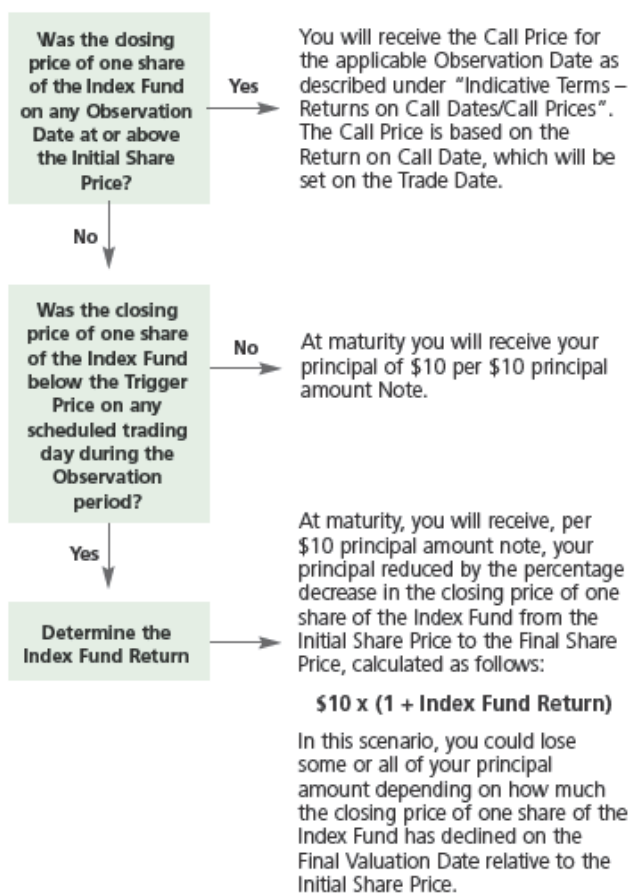 Was the closing
price of one share
of the Index Fund
on any Observation
Date at or above
the Initial Share
Price?
Yes
You will receive the Call Price for
the applicable Observation Date as
described under “Indicative Terms –
Returns on Call Dates/Call Prices”.
The Call Price is based on the
Return on Call Date, which will be
set on the Trade Date.
No
Was the closing
price of one share
of the Index Fund
below the Trigger
Price on any
scheduled trading
day during the
Observation
period?
No
At maturity you will receive your
principal of $10 per $10 principal
amount Note.
Yes
Determine the
Index Fund Return
At maturity, you will receive, per
$10 principal amount note, your
principal reduced by the percentage
decrease in the closing price of one
share of the Index Fund from the
Initial Share Price to the Final Share
Price, calculated as follows:
$10 x (1 + Index Fund Return)
In this scenario, you could lose
some or all of your principal
amount depending on how much
the closing price of one share of the
Index Fund has declined on the
Final Valuation Date relative to the
Initial Share Price.